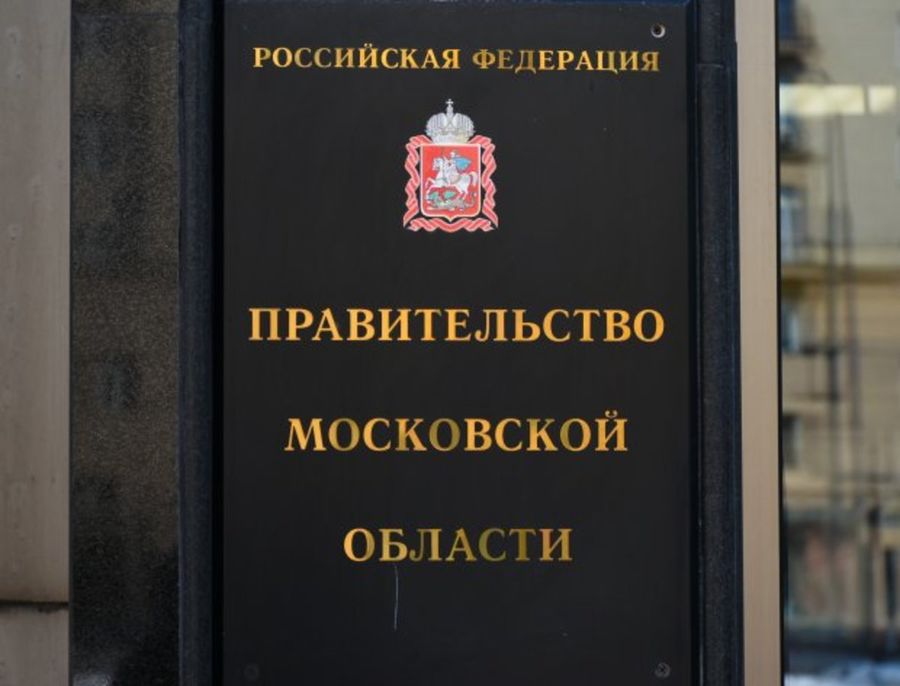 РОССИЙСКАЯ ФЕДЕРАЦИЯ
ПРАВИТЕЛЬСТВО
МОСКОВСКОЙ
ОБЛАСТИ